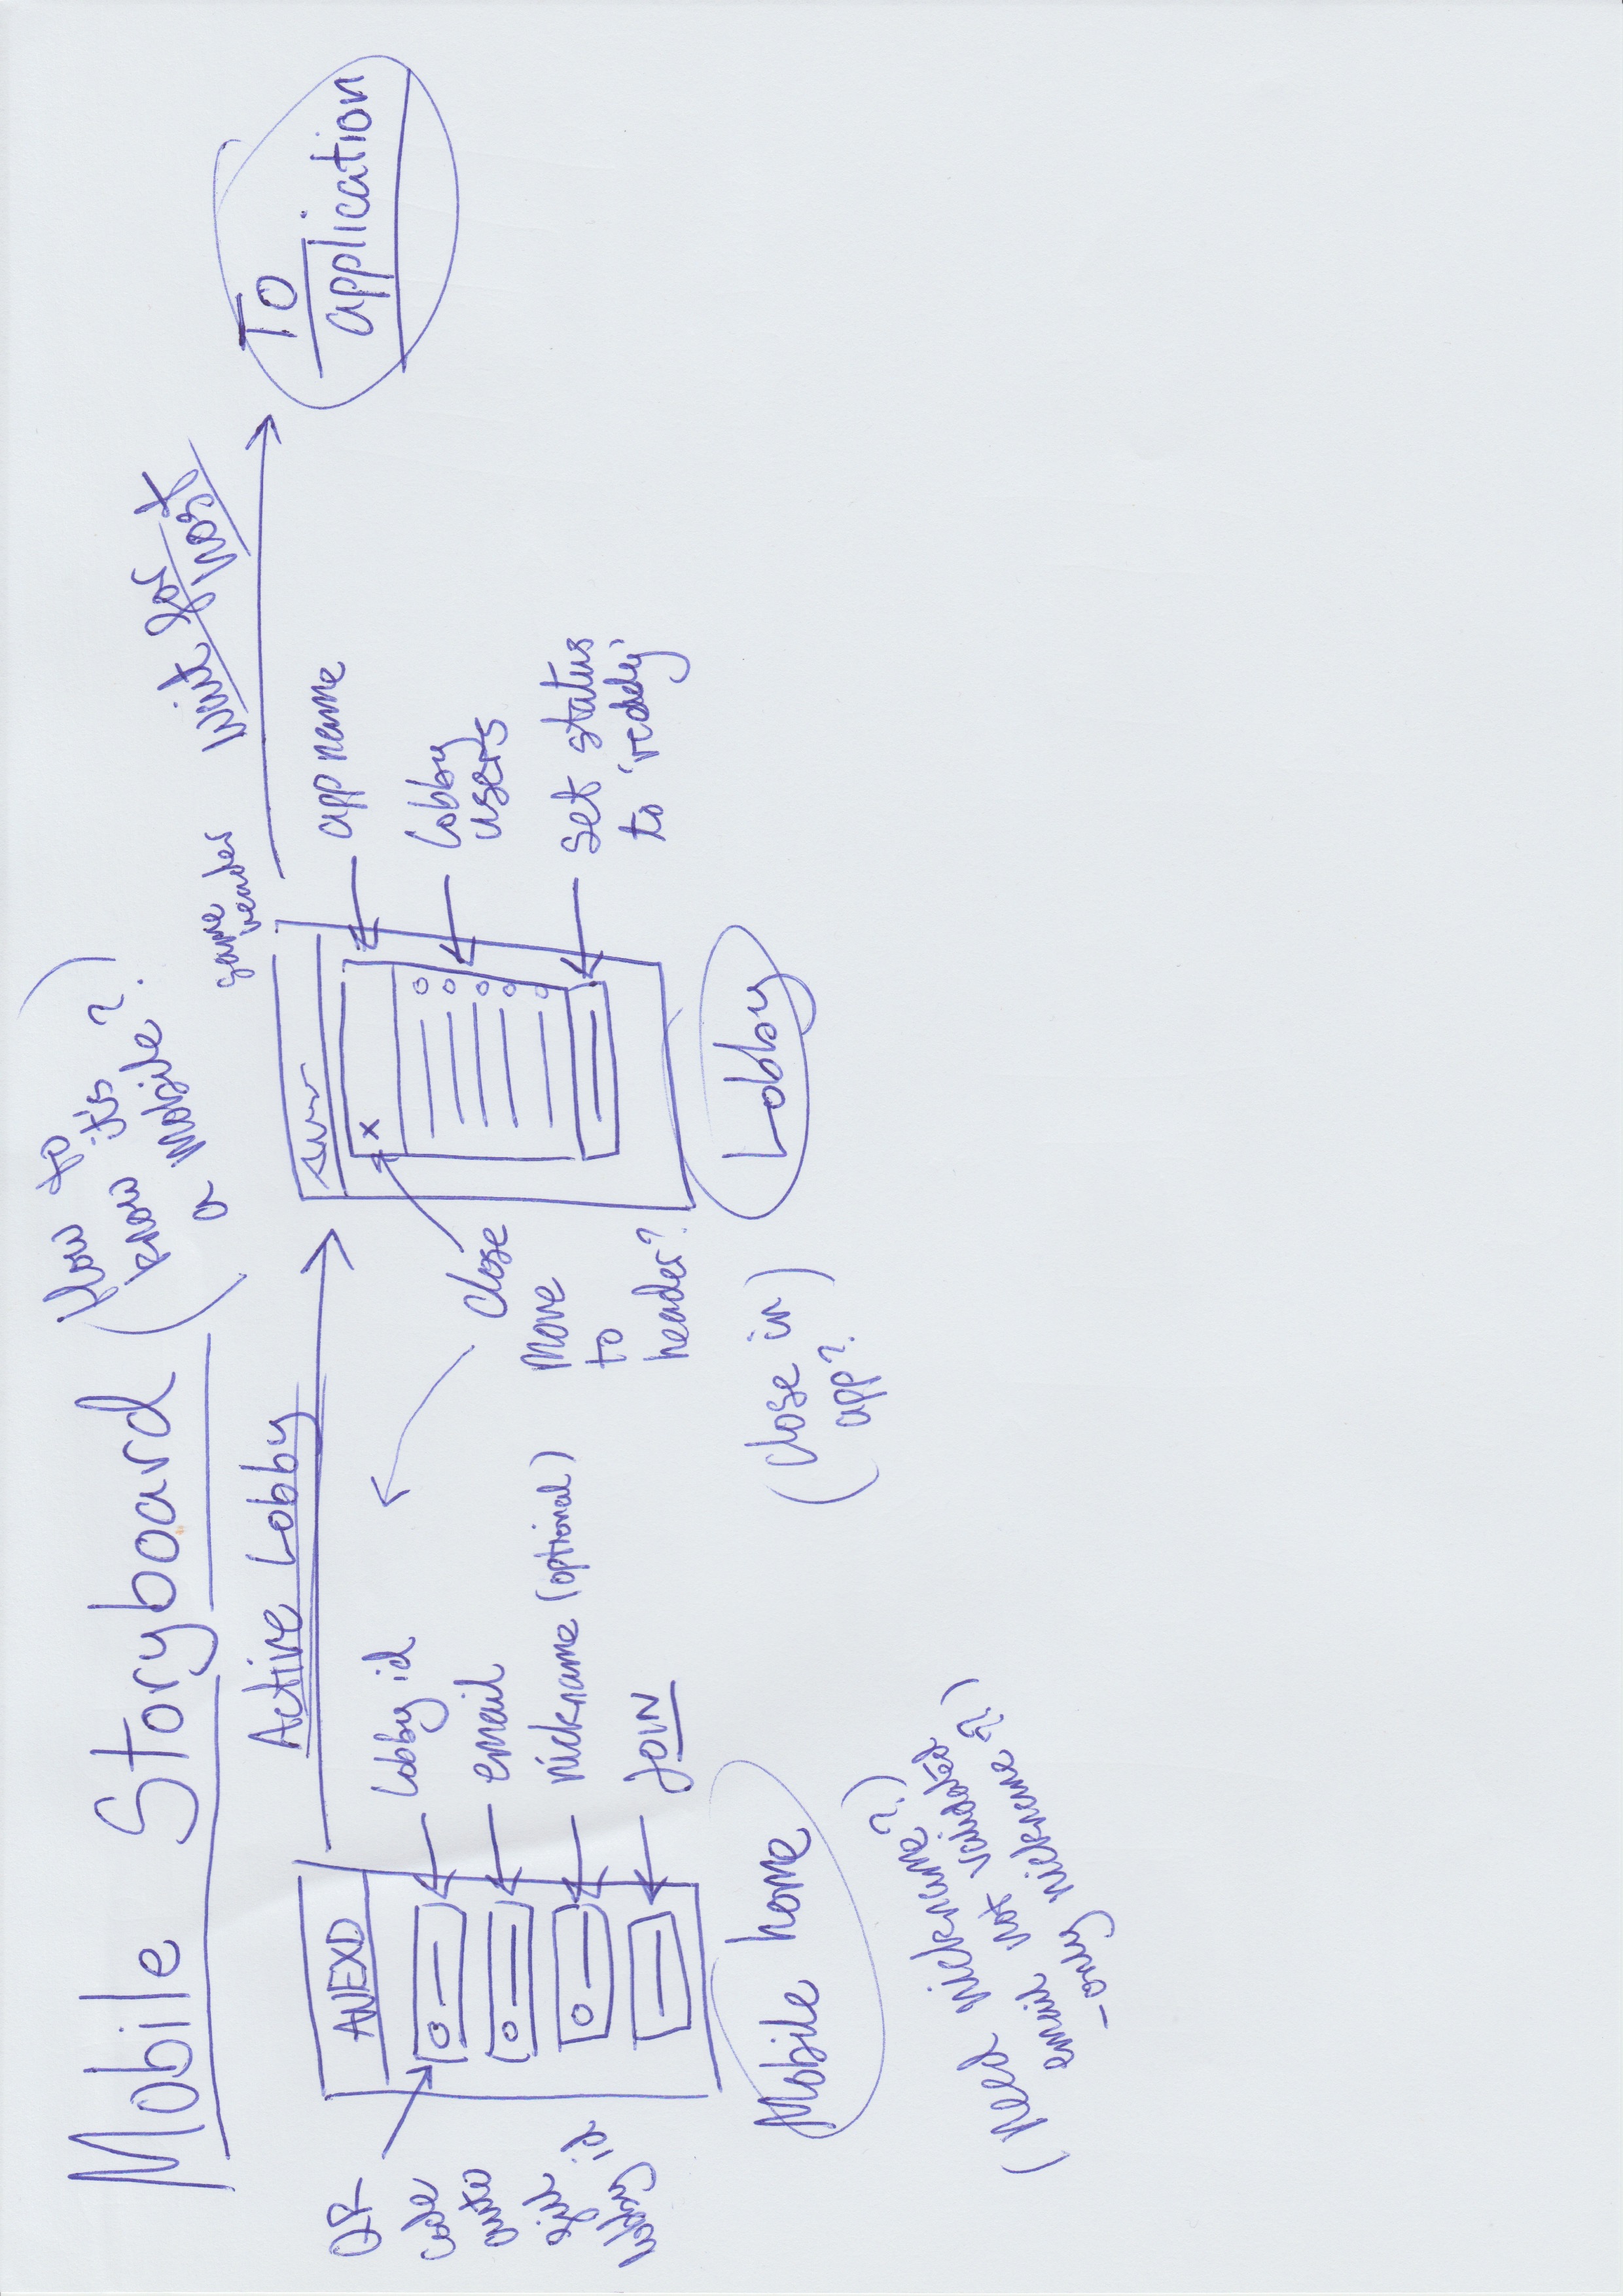 Mobile Storyboard
(How to
know it's
a mobile?)
Active Lobby
same
header
Wait for
host
To
application
ANEXD
QR
code
auto
fill
lobby id
lobby id
email
nickname (optional)
JOIN
Mobile home
(Need nickname?)
(email not validated
- only nickname?)
x
close
Move
to
header?
(close in
app?)
app name
lobby
users
set status
to 'ready'
Lobby